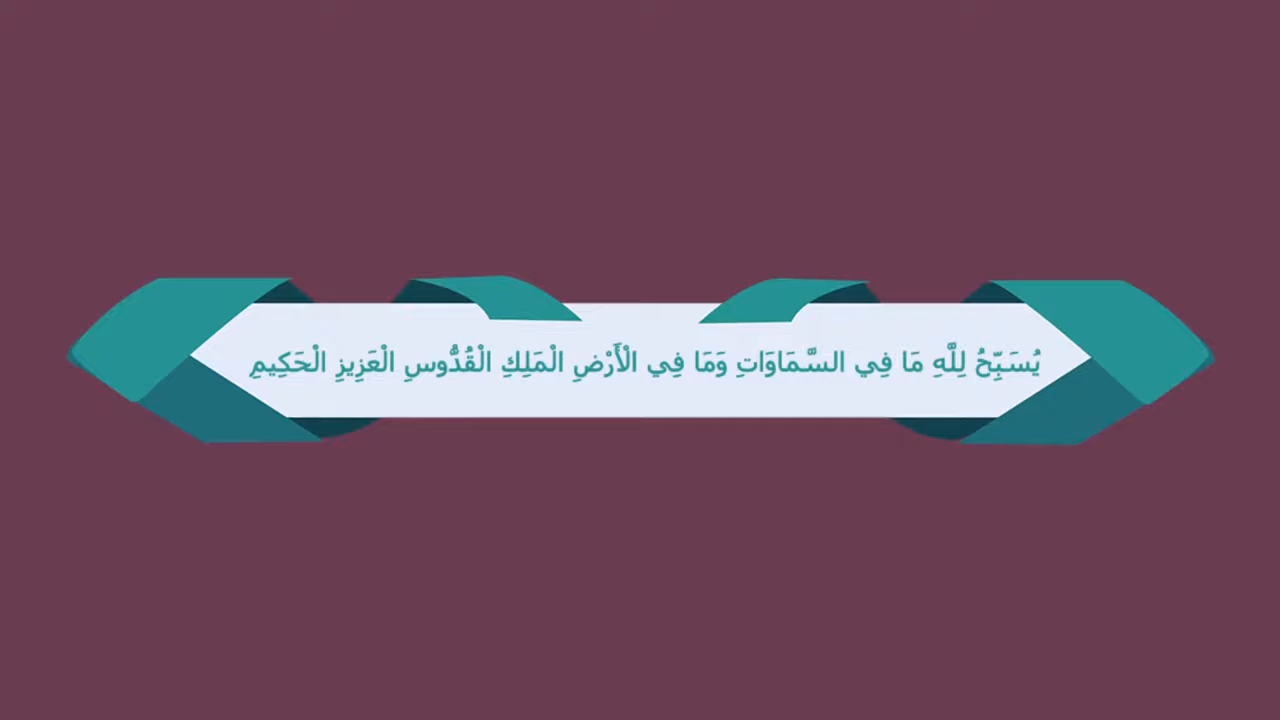 يُسَبِّحُ لِلَّهِ مَا فِي السَّمَاوَاتِ وَمَا فِي الْأَرْضِ الْمَلِكِ الْقُدُّوسِ الْعَزِيزِ الْحَكِيمِ